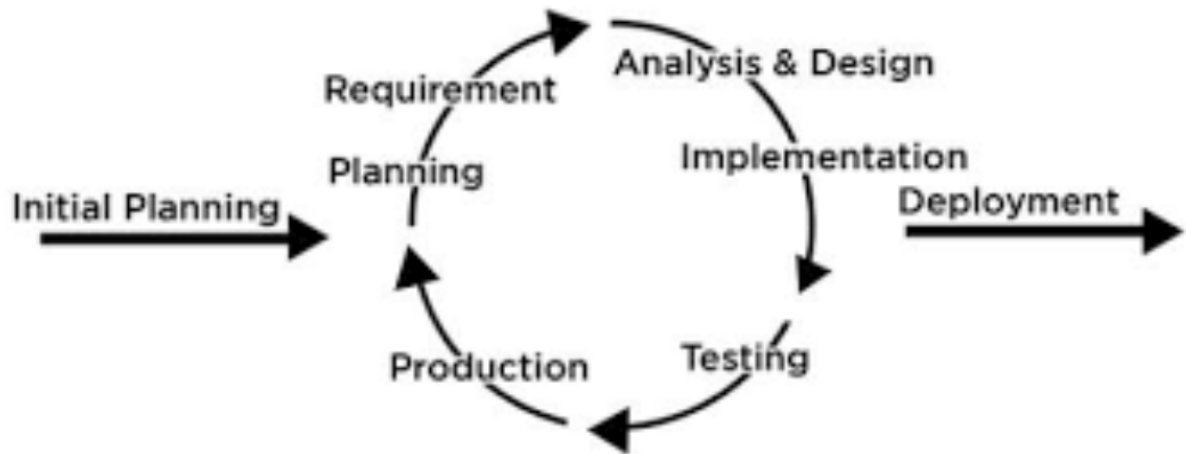 Initial Planning
Planning
Requirement
Analysis & Design
Implementation
Testing
Production
Deployment